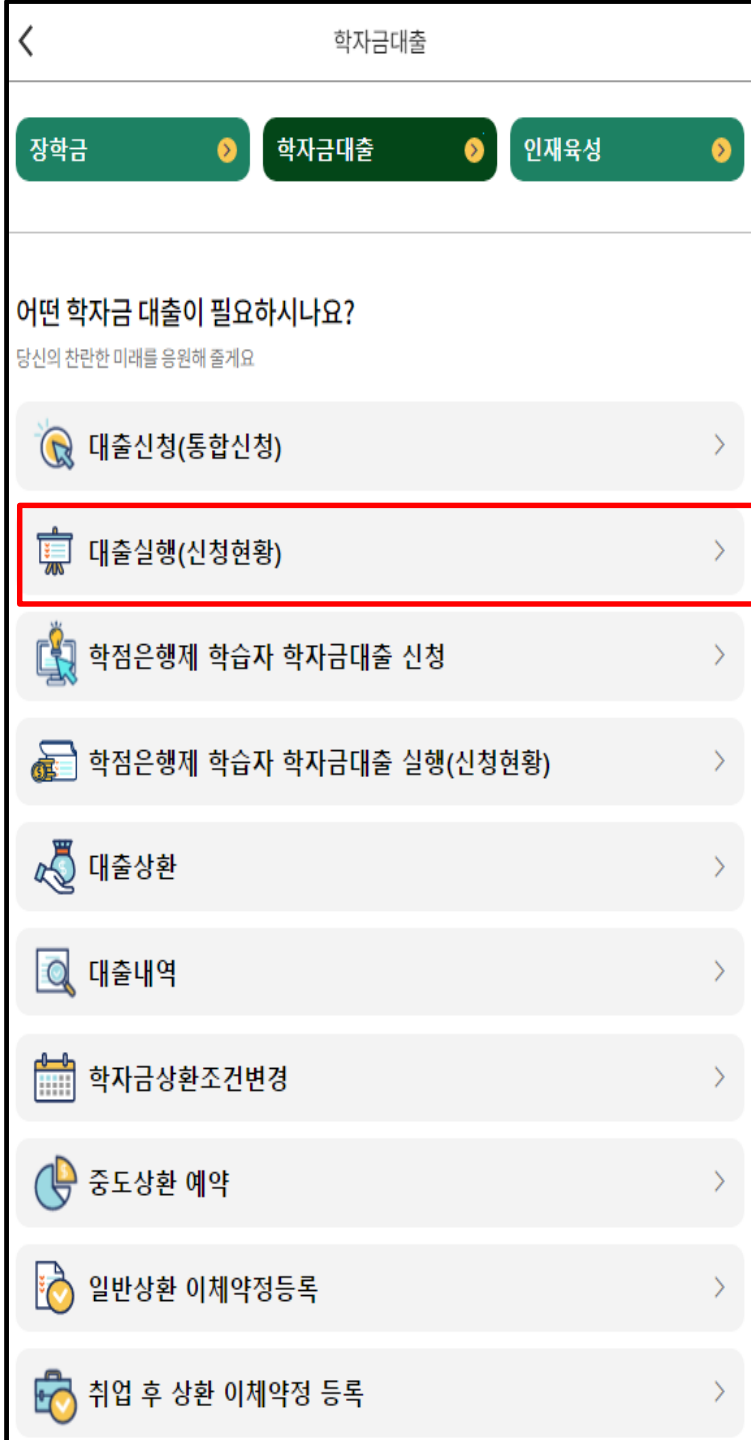 학자금대출
장학금
학자금대출
인재육성
어떤 학자금 대출이 필요하시나요?
당신의 찬란한 미래를 응원해 줄게요
대출신청(통합신청)
대출실행(신청현황)
학점은행제 학습자 학자금대출 신청
학점은행제 학습자 학자금대출 실행(신청현황)
대출상환
대출내역
학자금상환조건변경
중도상환 예약
일반상환 이체약정등록
취업 후 상환 이체약정 등록